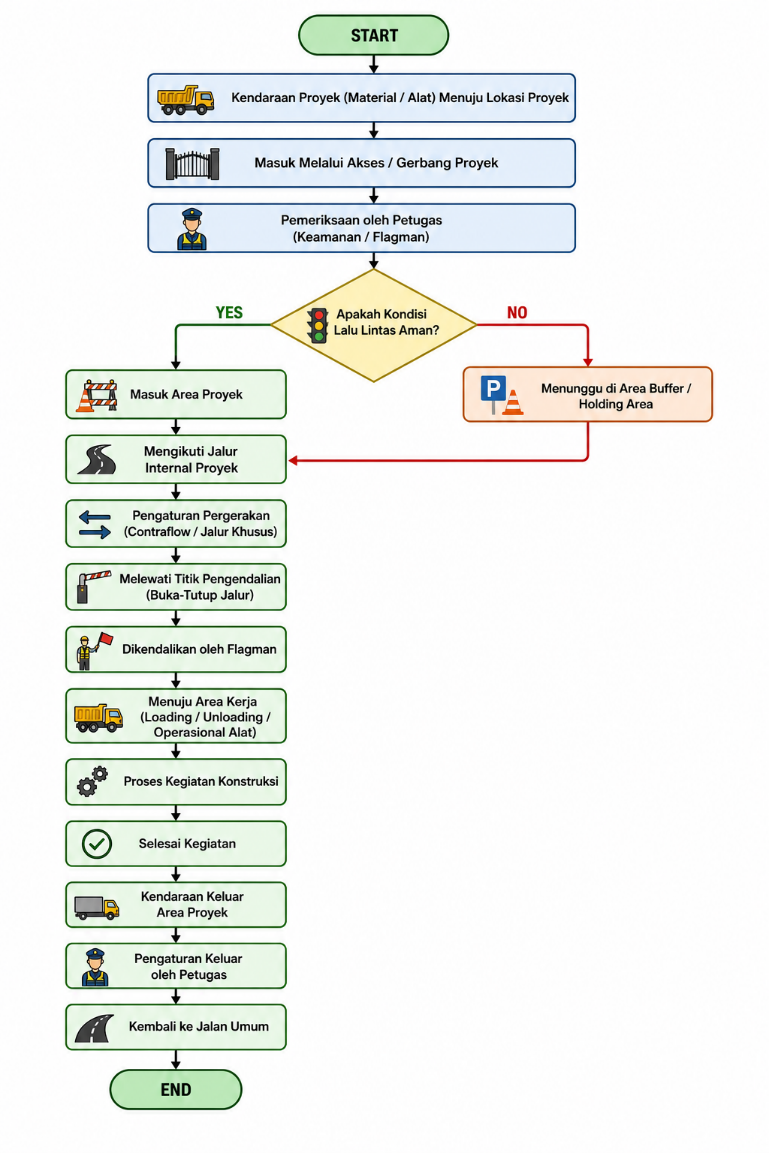 START
Kendaraan Proyek (Material / Alat) Menuju Lokasi Proyek
Masuk Melalui Akses / Gerbang Proyek
Pemeriksaan oleh Petugas
(Keamanan / Flagman)
Apakah Kondisi
Lalu Lintas Aman?
YES
NO
Masuk Area Proyek
P
Menunggu di Area Buffer /
Holding Area
Mengikuti Jalur
Internal Proyek
Pengaturan Pergerakan
(Contraflow / Jalur Khusus)
Melewati Titik Pengendalian
(Buka-Tutup Jalur)
Dikendalikan oleh Flagman
Menuju Area Kerja
(Loading / Unloading /
Operasional Alat)
Proses Kegiatan Konstruksi
Selesai Kegiatan
Kendaraan Keluar
Area Proyek
Pengaturan Keluar
oleh Petugas
Kembali ke Jalan Umum
END